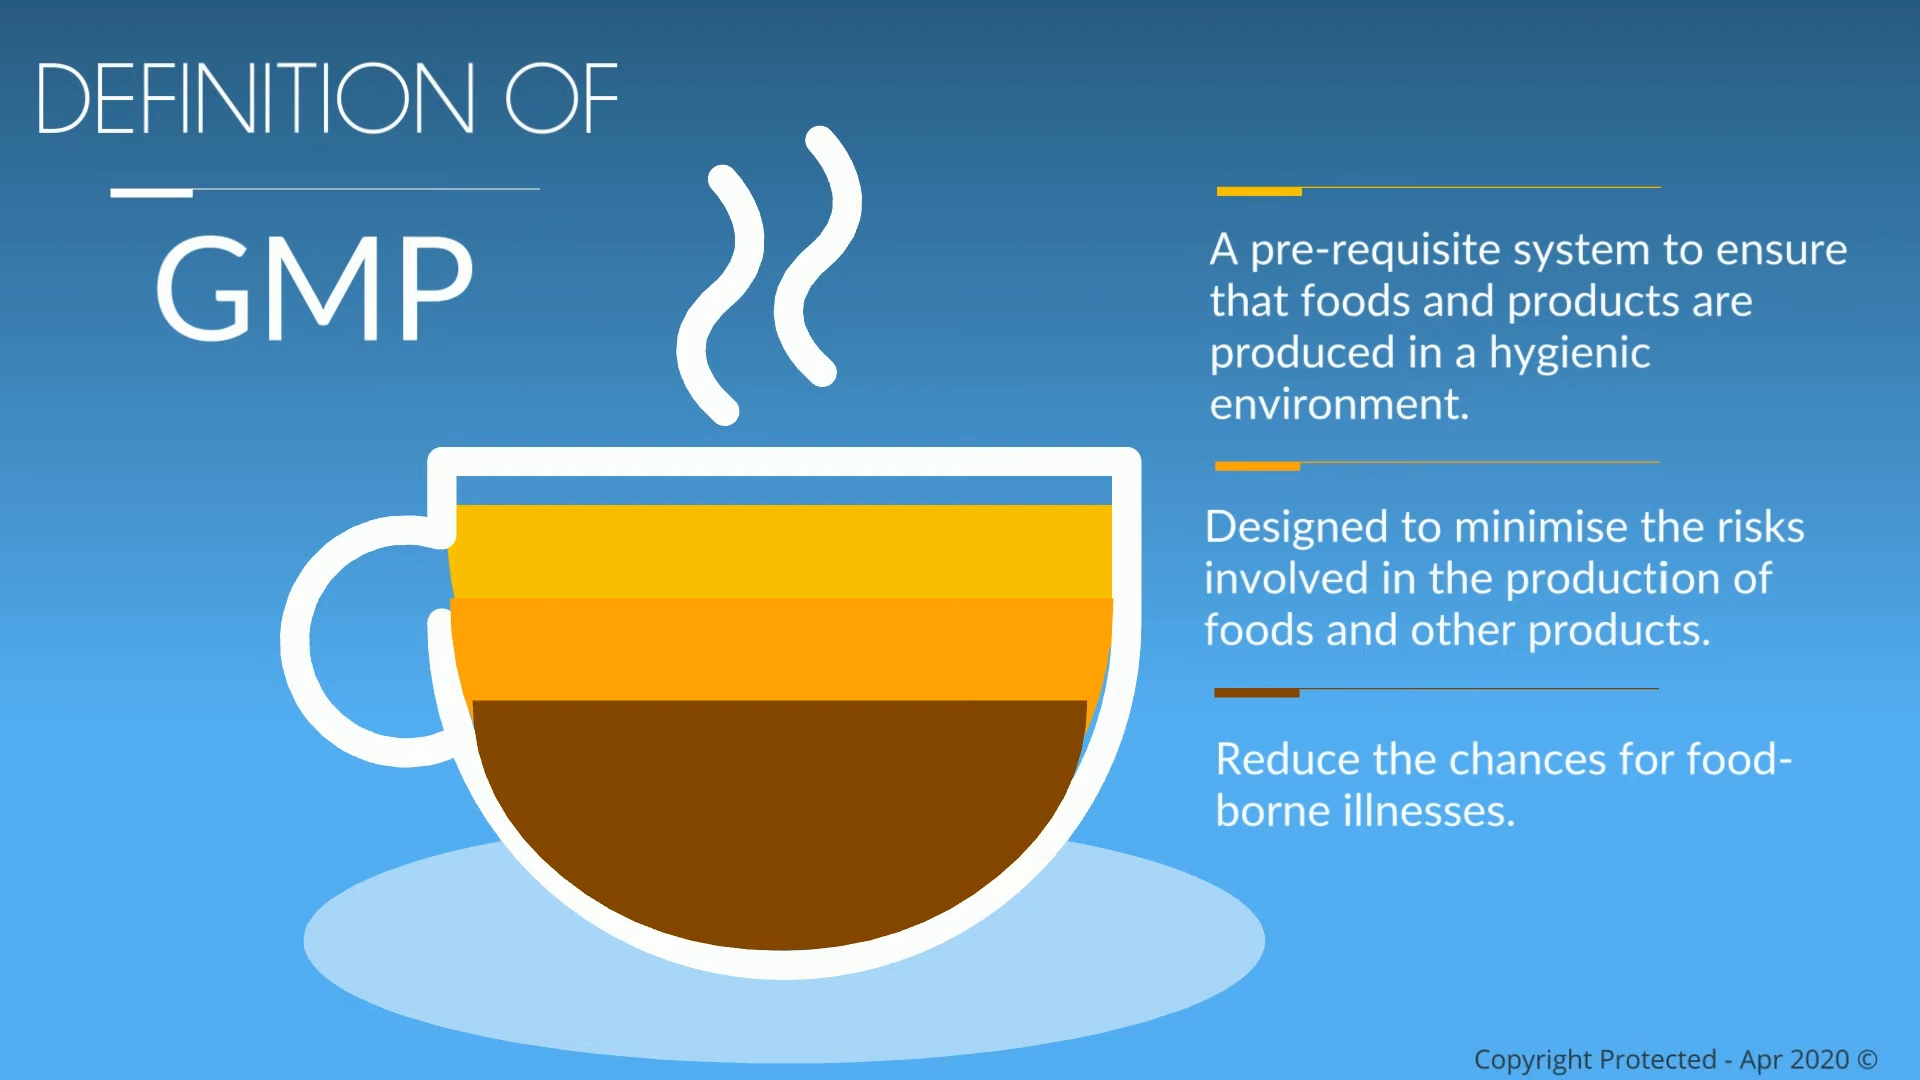 DEFINITION OF
GMP
A pre-requisite system to ensure
that foods and products are
produced in a hygienic
environment.
Designed to minimise the risks
involved in the production of
foods and other products.
Reduce the chances for food-
borne illnesses.
Copyright Protected - Apr 2020 ©